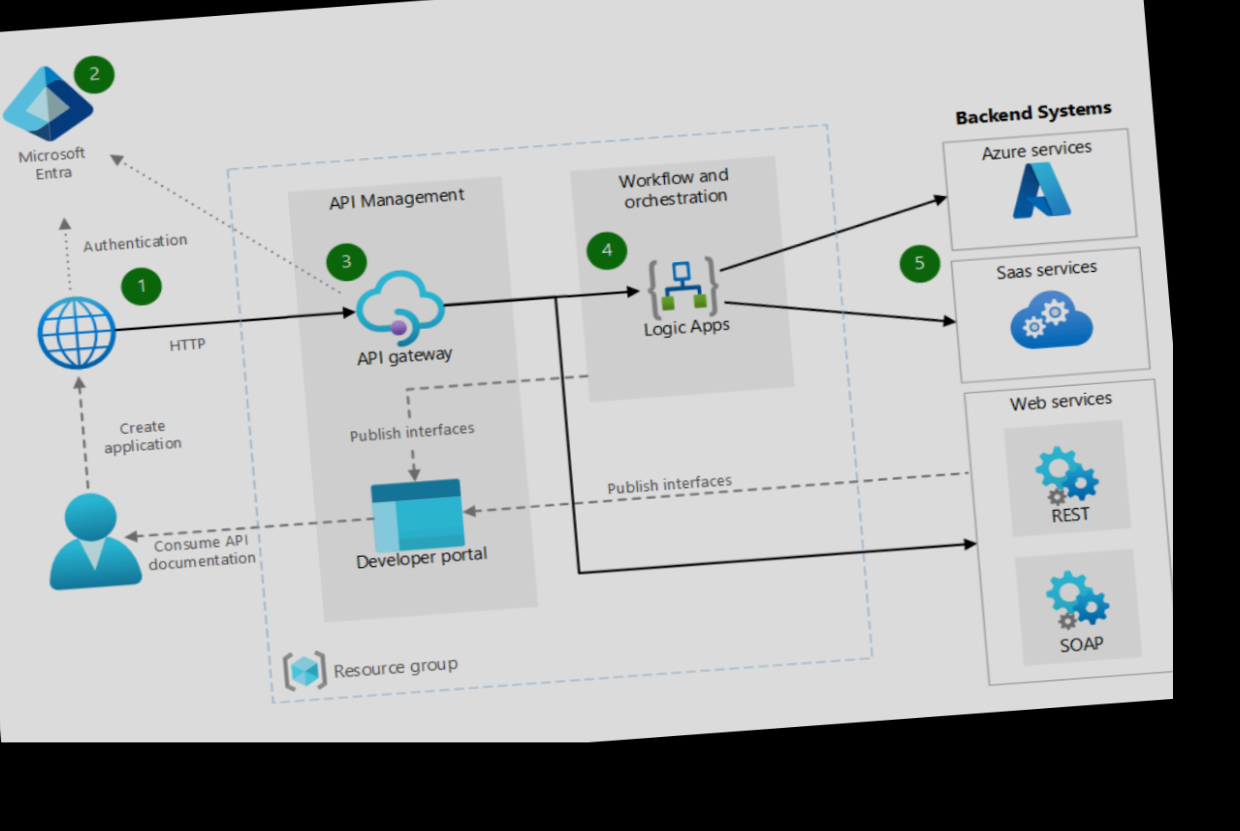 2
Microsoft
Entra
Authentication
1
HTTP
Create
application
Consume API
documentation
API Management
3
API gateway
Publish interfaces
Developer portal
Resource group
Workflow and
orchestration
4
Logic Apps
Publish interfaces
Backend Systems
5
Azure services
Saas services
Web services
REST
SOAP